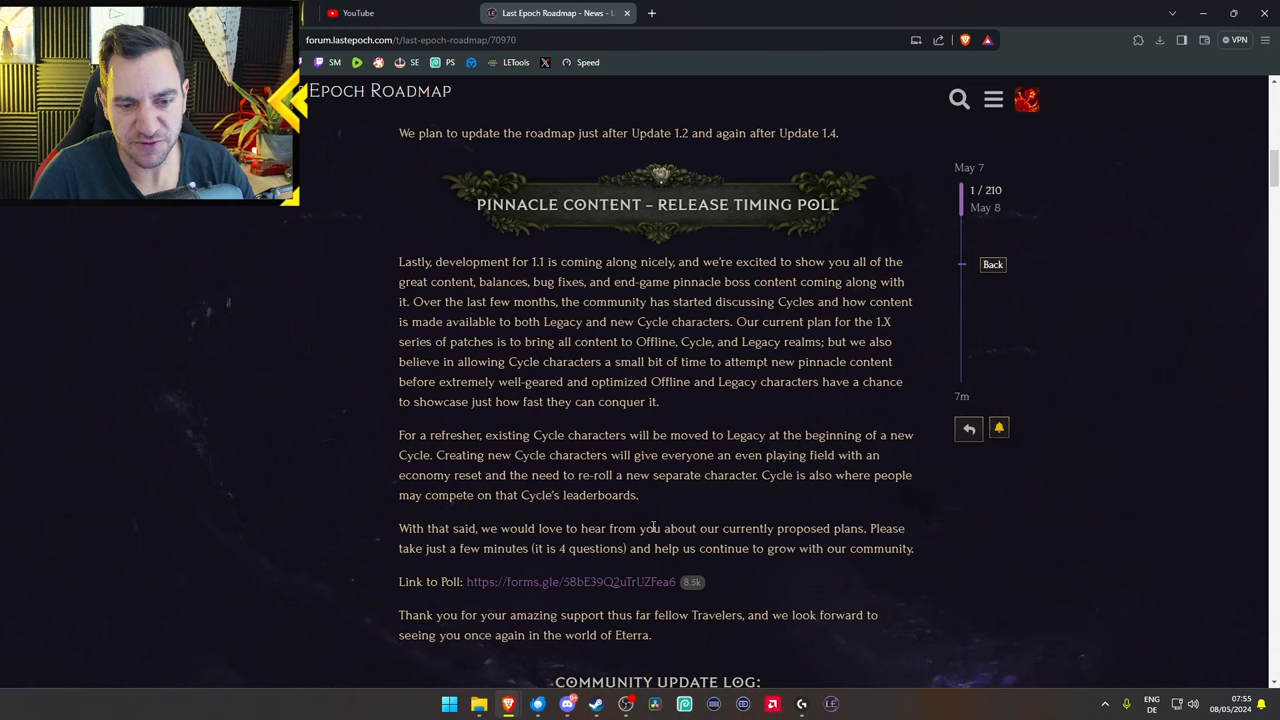 YouTube
Last Epoch Roadmap - News - L
forum.lastepoch.com/t/last-epoch-roadmap/70970
VPN
SM
SE
PS
Speed
Epoch Roadmap
We plan to update the roadmap just after Update 1.2 and again after Update 1.4.
May 7
1 / 210
May 8
PINNACLE CONTENT – RELEASE TIMING POLL
Lastly, development for 1.1 is coming along nicely, and we're excited to show you all of the
great content, balances, bug fixes, and end-game pinnacle boss content coming along with
it. Over the last few months, the community has started discussing Cycles and how content
is made available to both Legacy and new Cycle characters. Our current plan for the 1.X
series of patches is to bring all content to Offline, Cycle, and Legacy realms; but we also
believe in allowing Cycle characters a small bit of time to attempt new pinnacle content
before extremely well-geared and optimized Offline and Legacy characters have a chance
to showcase just how fast they can conquer it.
Back
7m
For a refresher, existing Cycle characters will be moved to Legacy at the beginning of a new
Cycle. Creating new Cycle characters will give everyone an even playing field with an
economy reset and the need to re-roll a new separate character. Cycle is also where people
may compete on that Cycle's leaderboards.
With that said, we would love to hear from you about our currently proposed plans. Please
take just a few minutes (it is 4 questions) and help us continue to grow with our community.
Link to Poll: https://forms.gle/58bE39Q2uTrUZFea6 8.5k
Thank you for your amazing support thus far fellow Travelers, and we look forward to
seeing you once again in the world of Eterra.
COMMUNITY UPDATE LOG:
ENG
DE
07:55
08/05/2024